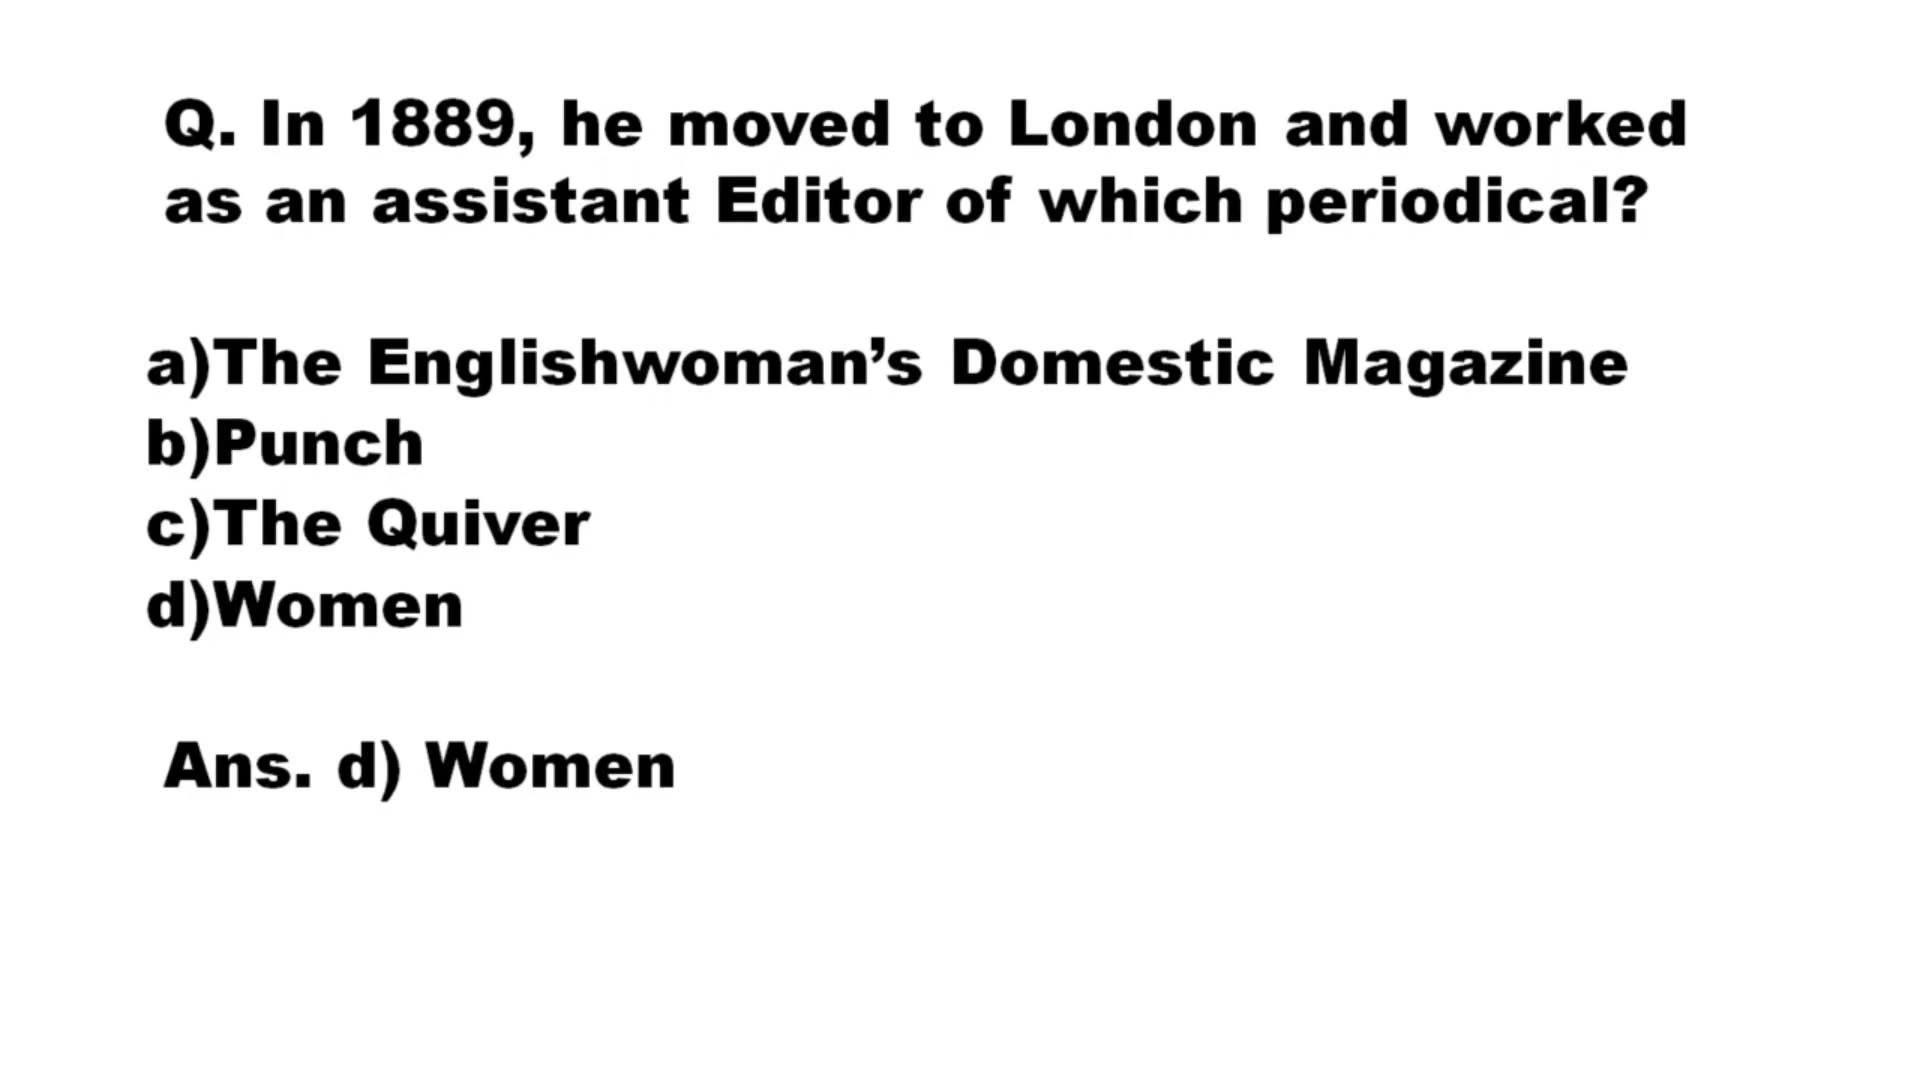 Q. In 1889, he moved to London and worked
as an assistant Editor of which periodical?
a)The Englishwoman’s Domestic Magazine
b)Punch
c)The Quiver
d)Women
Ans. d) Women